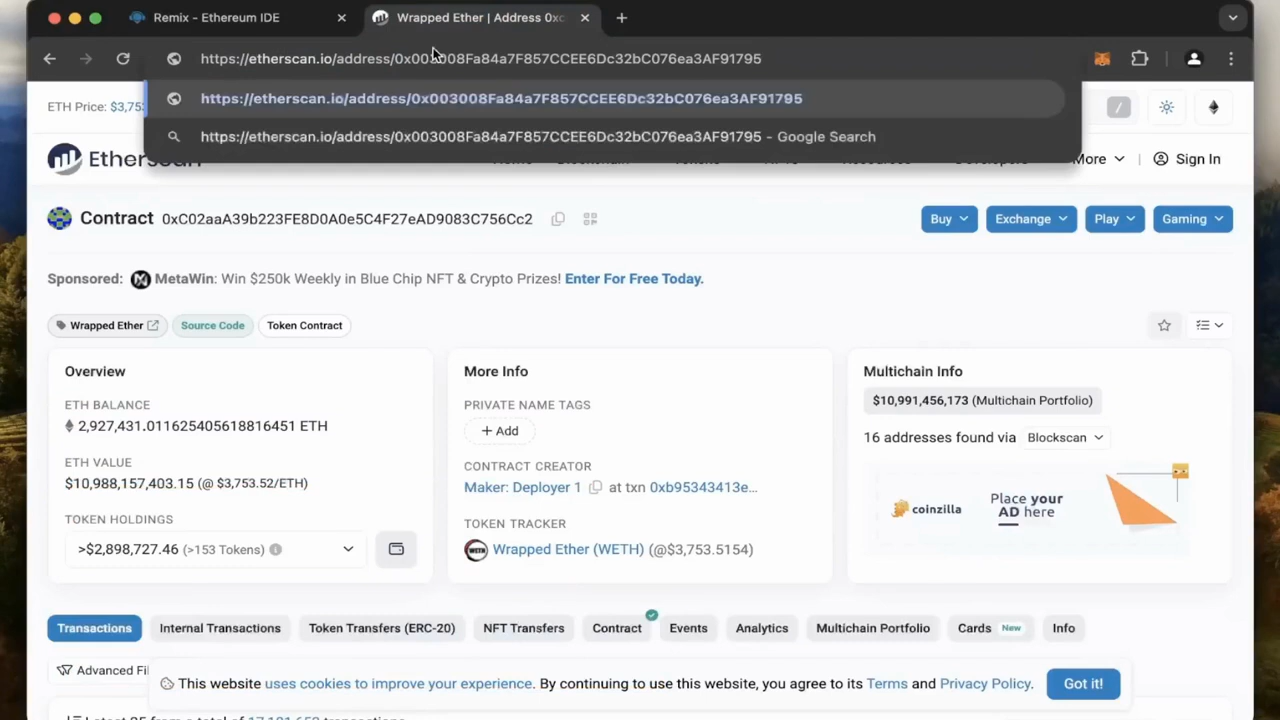 Remix - Ethereum IDE
Wrapped Ether | Address 0xc
https://etherscan.io/address/0x003008Fa84a7F857CCEE6Dc32bC076ea3AF91795
https://etherscan.io/address/0x003008Fa84a7F857CCEE6Dc32bC076ea3AF91795
https://etherscan.io/address/0x003008Fa84a7F857CCEE6Dc32bC076ea3AF91795 - Google Search
ETH Price: $3,753
/
Etherscan
More
Sign In
Contract 0xC02aaA39b223FE8D0A0e5C4F27eAD9083C756Cc2
Buy
Exchange
Play
Gaming
Sponsored: MetaWin: Win $250k Weekly in Blue Chip NFT & Crypto Prizes! Enter For Free Today.
Wrapped Ether
Source Code
Token Contract
Overview
ETH BALANCE
2,927,431.011625405618816451 ETH
ETH VALUE
$10,988,157,403.15 (@ $3,753.52/ETH)
TOKEN HOLDINGS
>$2,898,727.46 (>153 Tokens)
More Info
PRIVATE NAME TAGS
+ Add
CONTRACT CREATOR
Maker: Deployer 1 at txn 0xb95343413e...
TOKEN TRACKER
WETH
Wrapped Ether (WETH) (@$3,753.5154)
Multichain Info
$10,991,456,173 (Multichain Portfolio)
16 addresses found via Blockscan
coinzilla
Place your
AD here
Transactions
Internal Transactions
Token Transfers (ERC-20)
NFT Transfers
Contract
Events
Analytics
Multichain Portfolio
Cards New
Info
Advanced Fil
This website uses cookies to improve your experience. By continuing to use this website, you agree to its Terms and Privacy Policy.
Got it!